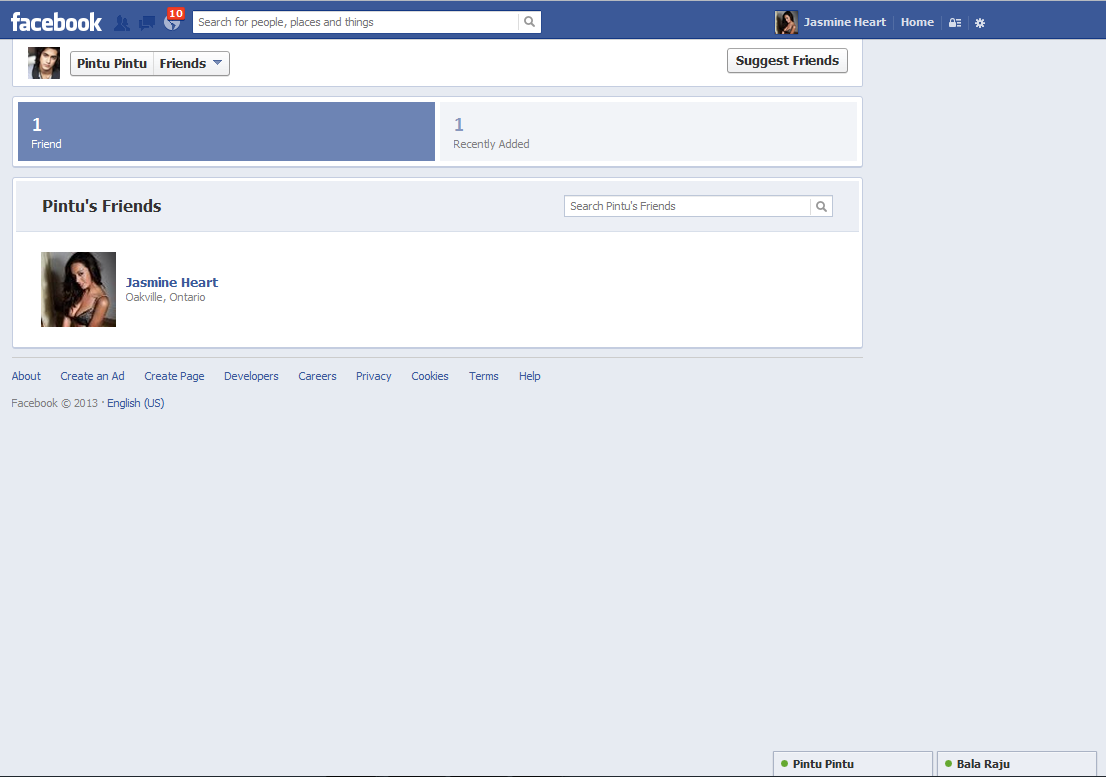 facebook
10
Search for people, places and things
Jasmine Heart
Home
Pintu Pintu
Friends
Suggest Friends
1
Friend
1
Recently Added
Pintu's Friends
Search Pintu's Friends
Jasmine Heart
Oakville, Ontario
About Create an Ad Create Page Developers Careers Privacy Cookies Terms Help
Facebook © 2013 · English (US)
Pintu Pintu
Bala Raju